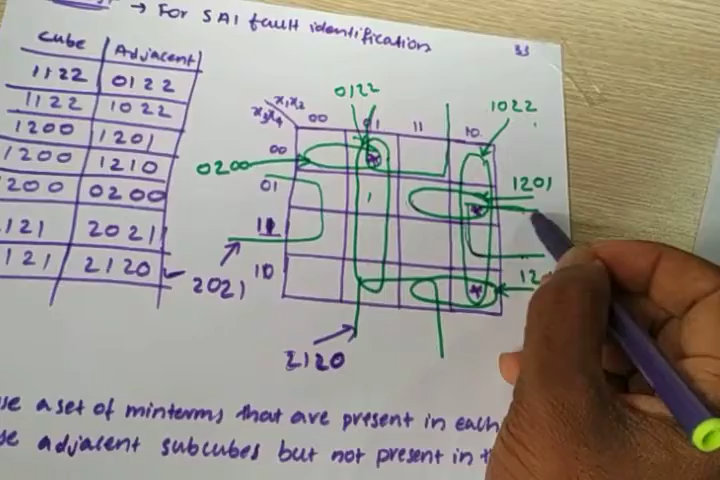 → For SA1 fault identification
33
Cube Adjacent
1122 0122
1122 1022
1200 1201
1200 1210
1200 0200
121 2021
121 2120
0122
1022
x1x2
x3x4
00 01 11 10
00
01
11
10
0200
1201
2021
2120
1
a set of minterms that are present in each
adjacent subcubes but not present in